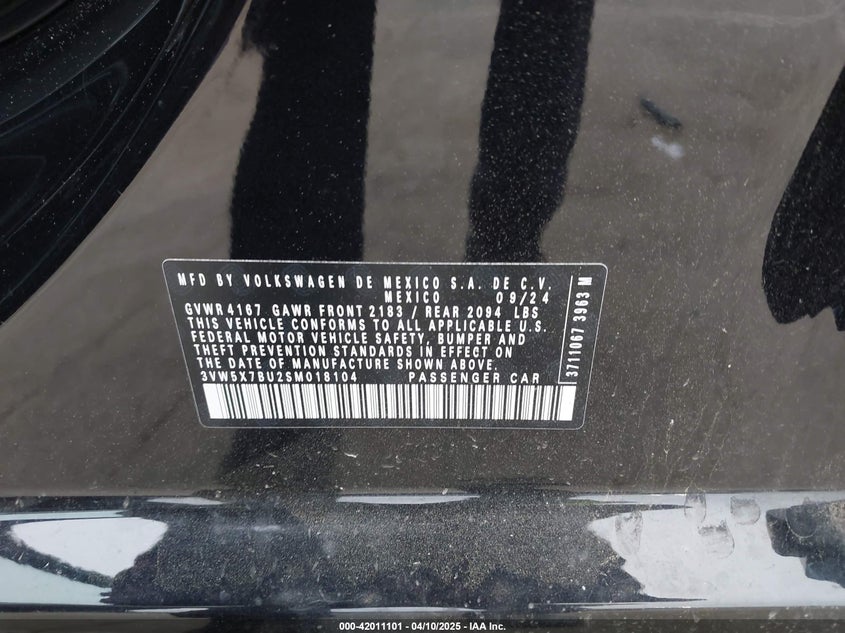 MFD BY VOLKSWAGEN DE MEXICO S.A. DE C.V.
MEXICO 09/24
GVWR 4167 GAWR FRONT 2183 / REAR 2094 LBS
THIS VEHICLE CONFORMS TO ALL APPLICABLE U.S.
FEDERAL MOTOR VEHICLE SAFETY, BUMPER AND
THEFT PREVENTION STANDARDS IN EFFECT ON
THE DATE OF MANUFACTURE SHOWN ABOVE.
3VW5X7BU2SM018104 PASSENGER CAR
3711067 3963 M
000-42011101 - 04/10/2025 - IAA Inc.